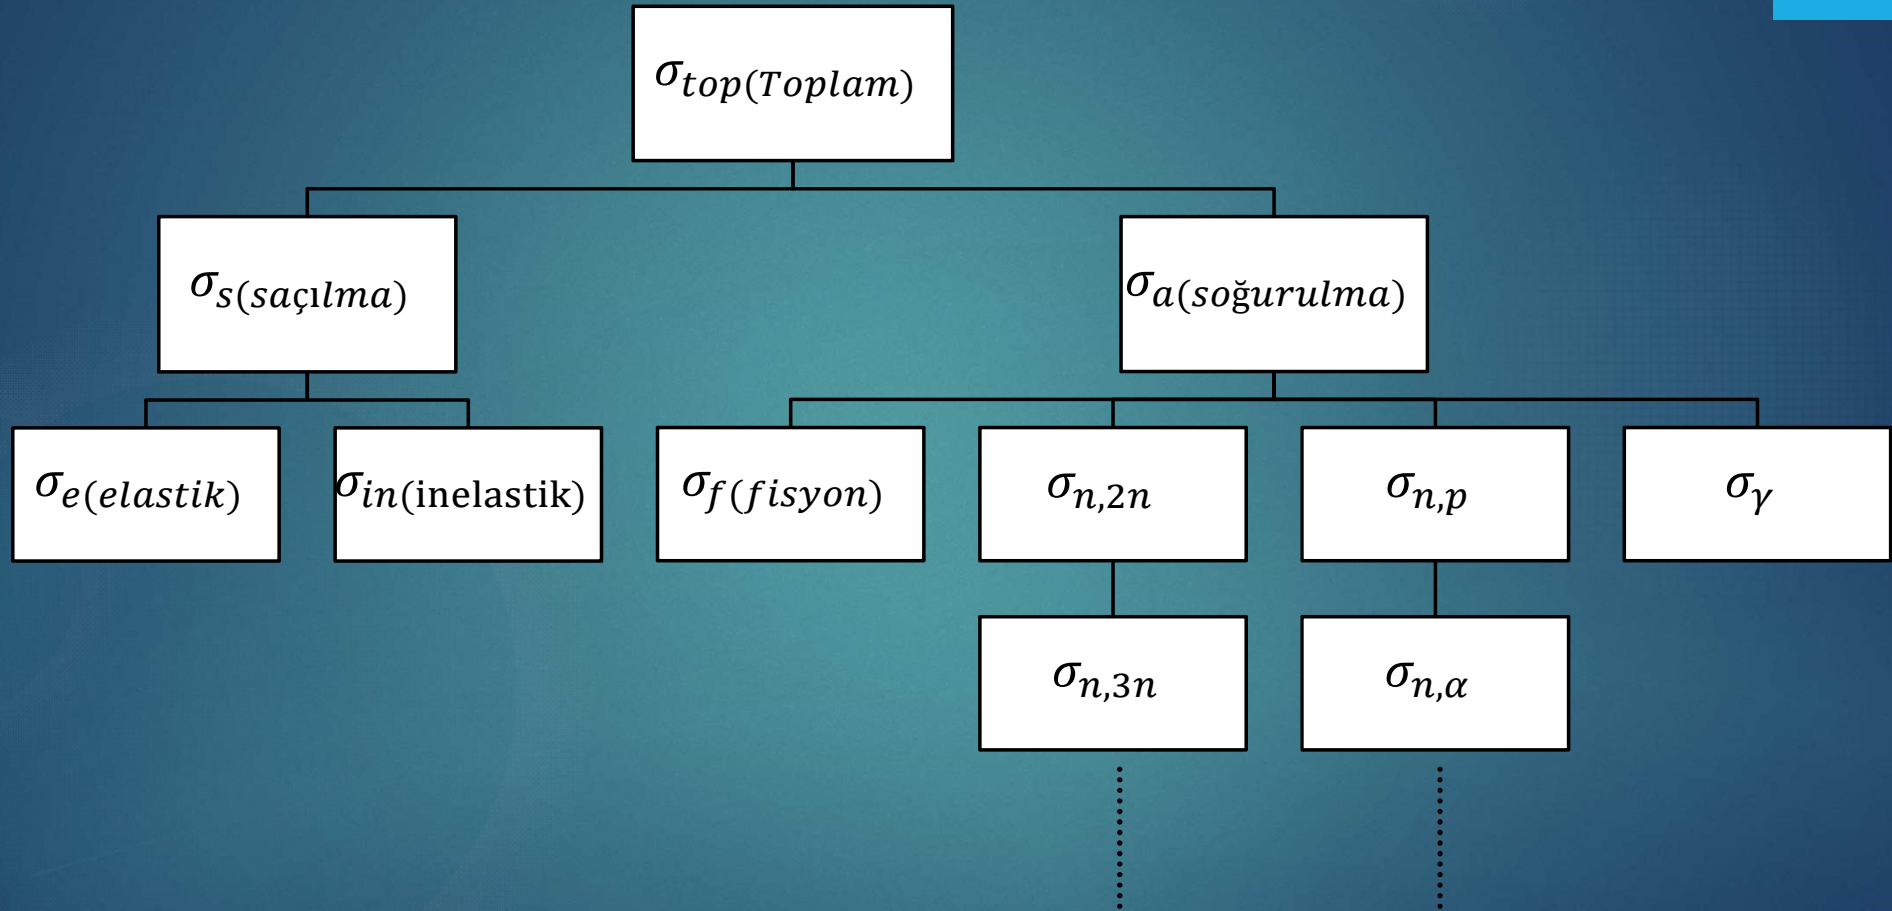 σtop(Toplam)
σs(saçılma)
σa(soğurulma)
σe(elastik)
σin(inelastik)
σf(fisyon)
σn,2n
σn,p
σγ
σn,3n
σn,α